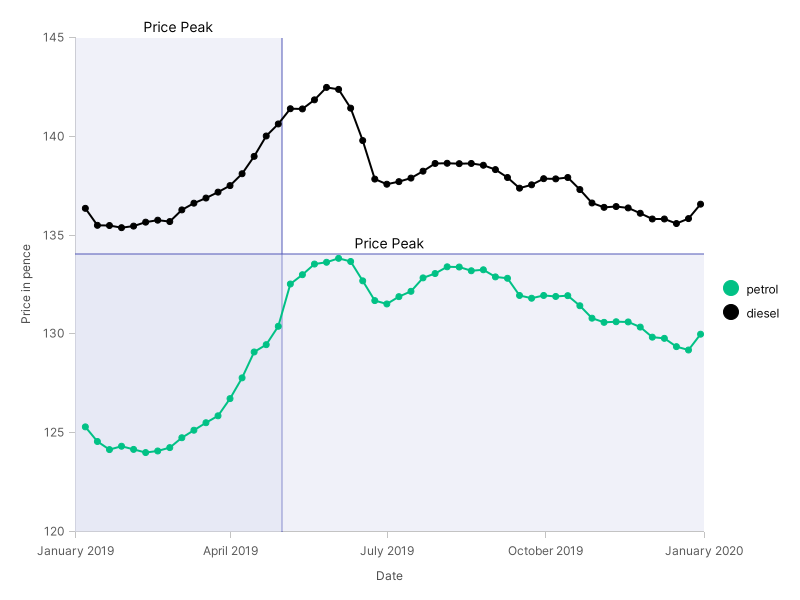 Price Peak
145
140
135
130
125
120
Price in pence
Price Peak
January 2019
April 2019
July 2019
October 2019
January 2020
Date
petrol
diesel